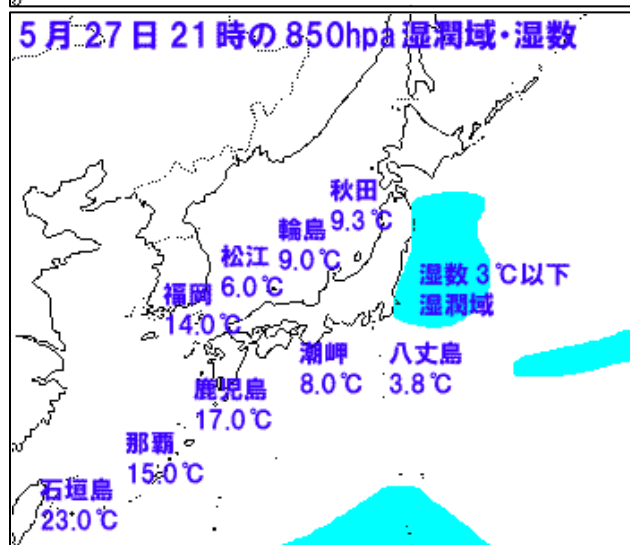 5月27日21時の850hpa湿潤域・湿数
秋田
9.3℃
輪島
9.0℃
松江
6.0℃
福岡
14.0℃
湿数3℃以下
湿潤域
潮岬
8.0℃
八丈島
3.8℃
鹿児島
17.0℃
那覇
15.0℃
石垣島
23.0℃